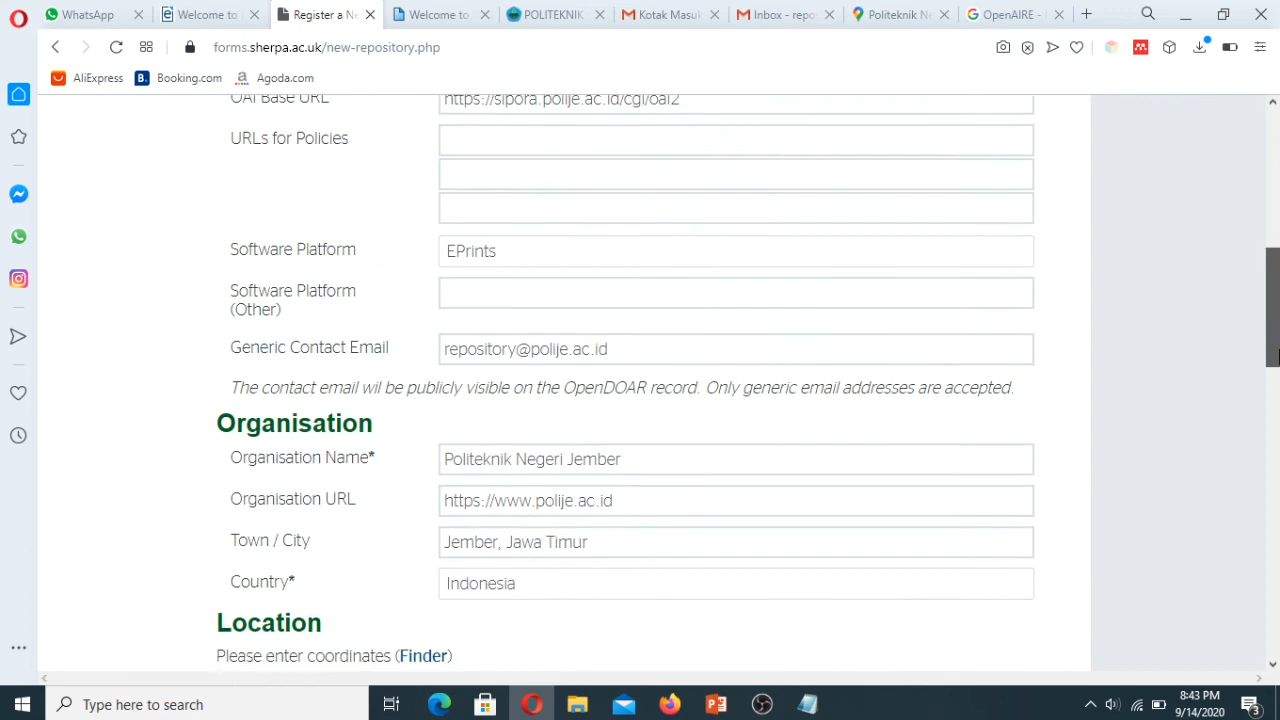 WhatsApp
Welcome to
Register a Ne
Welcome to
POLITEKNIK
Kotak Masu
Inbox - repo
Politeknik Ne
OpenAIRE -
forms.sherpa.ac.uk/new-repository.php
AliExpress
Booking.com
Agoda.com
OAI Base URL
https://sipora.polije.ac.id/cgi/oai2
URLs for Policies
Software Platform
EPrints
Software Platform
(Other)
Generic Contact Email
repository@polije.ac.id
The contact email wil be publicly visible on the OpenDOAR record. Only generic email addresses are accepted.
Organisation
Organisation Name*
Politeknik Negeri Jember
Organisation URL
https://www.polije.ac.id
Town / City
Jember, Jawa Timur
Country*
Indonesia
Location
Please enter coordinates (Finder)
Type here to search
8:43 PM
9/14/2020
3